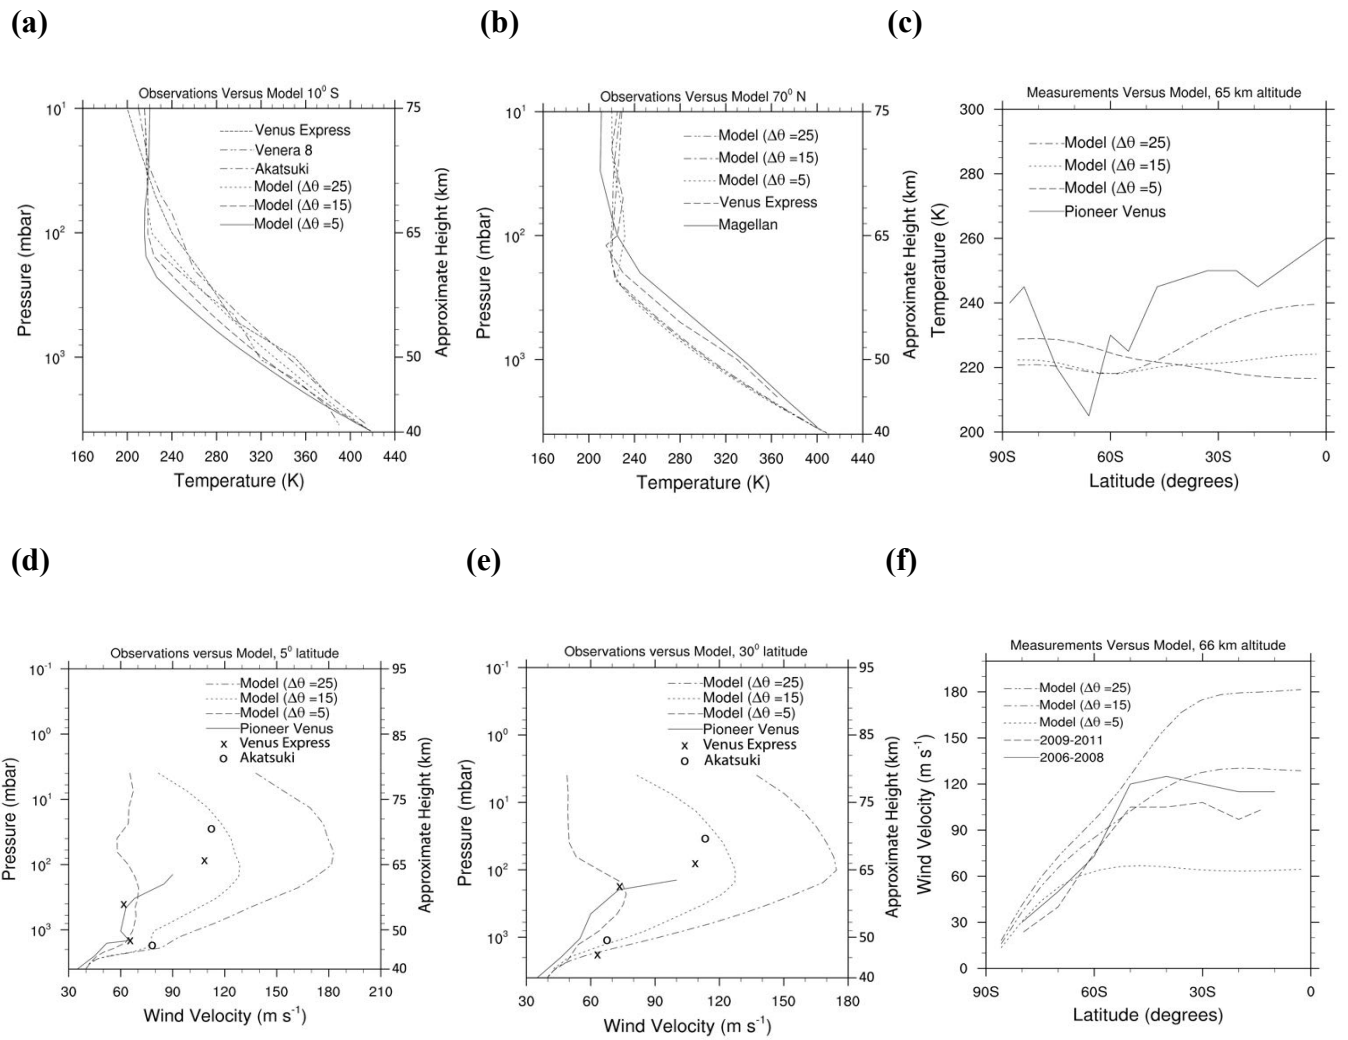 (a)
Observations Versus Model 10⁰ S
Venus Express
Venera 8
Akatsuki
Model (Δθ =25)
Model (Δθ =15)
Model (Δθ =5)
Pressure (mbar)
10¹
10²
10³
Approximate Height (km)
75
65
50
40
160 200 240 280 320 360 400 440
Temperature (K)
(b)
Observations Versus Model 70⁰ N
Model (Δθ =25)
Model (Δθ =15)
Model (Δθ =5)
Venus Express
Magellan
Pressure (mbar)
10¹
10²
10³
Approximate Height (km)
75
65
50
40
160 200 240 280 320 360 400 440
Temperature (K)
(c)
Measurements Versus Model, 65 km altitude
Model (Δθ =25)
Model (Δθ =15)
Model (Δθ =5)
Pioneer Venus
Temperature (K)
300
280
260
240
220
200
90S 60S 30S 0
Latitude (degrees)
(d)
Observations versus Model, 5⁰ latitude
Model (Δθ =25)
Model (Δθ =15)
Model (Δθ =5)
Pioneer Venus
x Venus Express
o Akatsuki
Pressure (mbar)
10⁻¹
10⁰
10¹
10²
10³
Approximate Height (km)
95
85
75
65
50
40
30 60 90 120 150 180 210
Wind Velocity (m s⁻¹)
(e)
Observations versus Model, 30⁰ latitude
Model (Δθ =25)
Model (Δθ =15)
Model (Δθ =5)
Pioneer Venus
x Venus Express
o Akatsuki
Pressure (mbar)
10⁻¹
10⁰
10¹
10²
10³
Approximate Height (km)
95
85
75
65
50
40
30 60 90 120 150 180
Wind Velocity (m s⁻¹)
(f)
Measurements Versus Model, 66 km altitude
Model (Δθ =25)
Model (Δθ =15)
Model (Δθ =5)
2009-2011
2006-2008
Wind Velocity (m s⁻¹)
180
150
120
90
60
30
0
90S 60S 30S 0
Latitude (degrees)